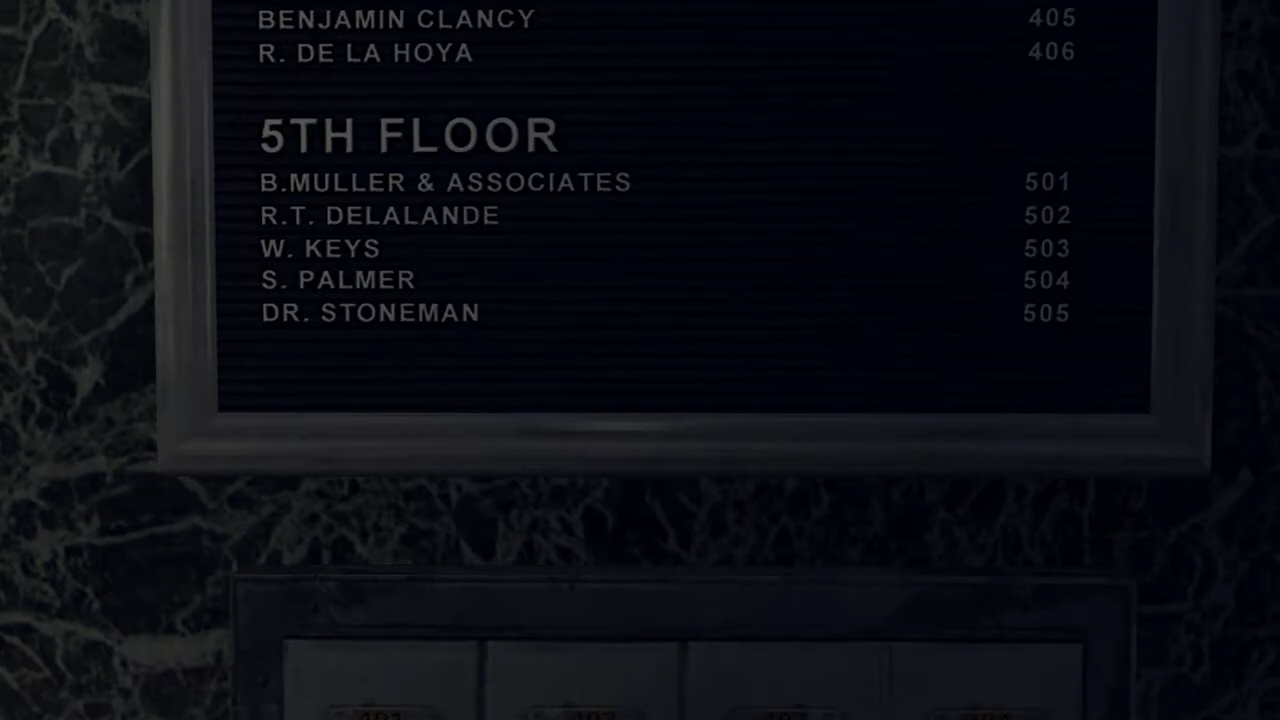 BENJAMIN CLANCY 405
R. DE LA HOYA 406
5TH FLOOR
B.MULLER & ASSOCIATES 501
R.T. DELALANDE 502
W. KEYS 503
S. PALMER 504
DR. STONEMAN 505